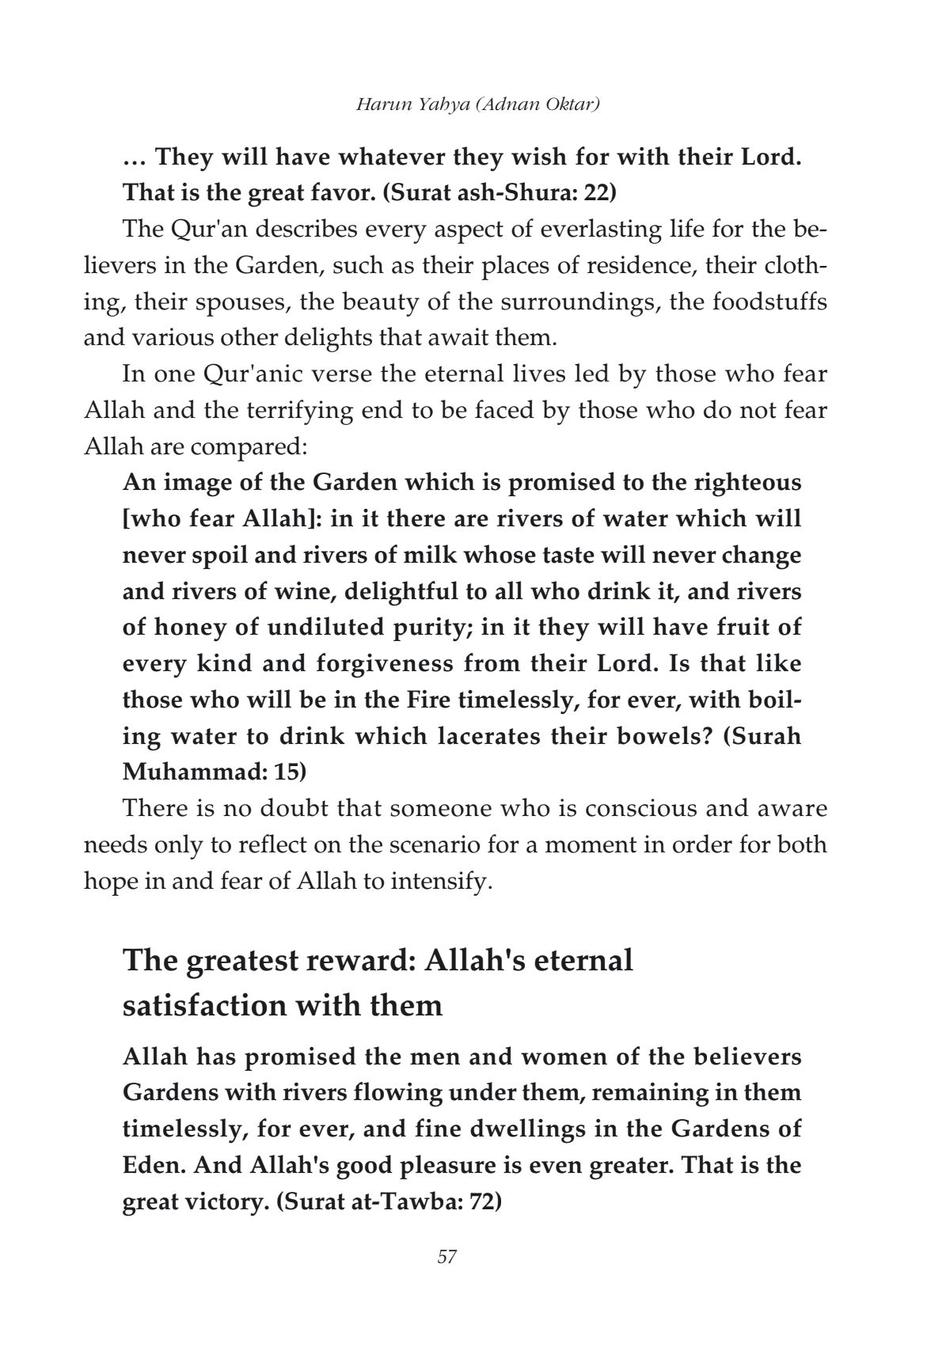 Harun Yahya (Adnan Oktar)
… They will have whatever they wish for with their Lord.
That is the great favor. (Surat ash-Shura: 22)
The Qur'an describes every aspect of everlasting life for the be-
lievers in the Garden, such as their places of residence, their cloth-
ing, their spouses, the beauty of the surroundings, the foodstuffs
and various other delights that await them.
In one Qur'anic verse the eternal lives led by those who fear
Allah and the terrifying end to be faced by those who do not fear
Allah are compared:
An image of the Garden which is promised to the righteous
[who fear Allah]: in it there are rivers of water which will
never spoil and rivers of milk whose taste will never change
and rivers of wine, delightful to all who drink it, and rivers
of honey of undiluted purity; in it they will have fruit of
every kind and forgiveness from their Lord. Is that like
those who will be in the Fire timelessly, for ever, with boil-
ing water to drink which lacerates their bowels? (Surah
Muhammad: 15)
There is no doubt that someone who is conscious and aware
needs only to reflect on the scenario for a moment in order for both
hope in and fear of Allah to intensify.
The greatest reward: Allah's eternal
satisfaction with them
Allah has promised the men and women of the believers
Gardens with rivers flowing under them, remaining in them
timelessly, for ever, and fine dwellings in the Gardens of
Eden. And Allah's good pleasure is even greater. That is the
great victory. (Surat at-Tawba: 72)
57